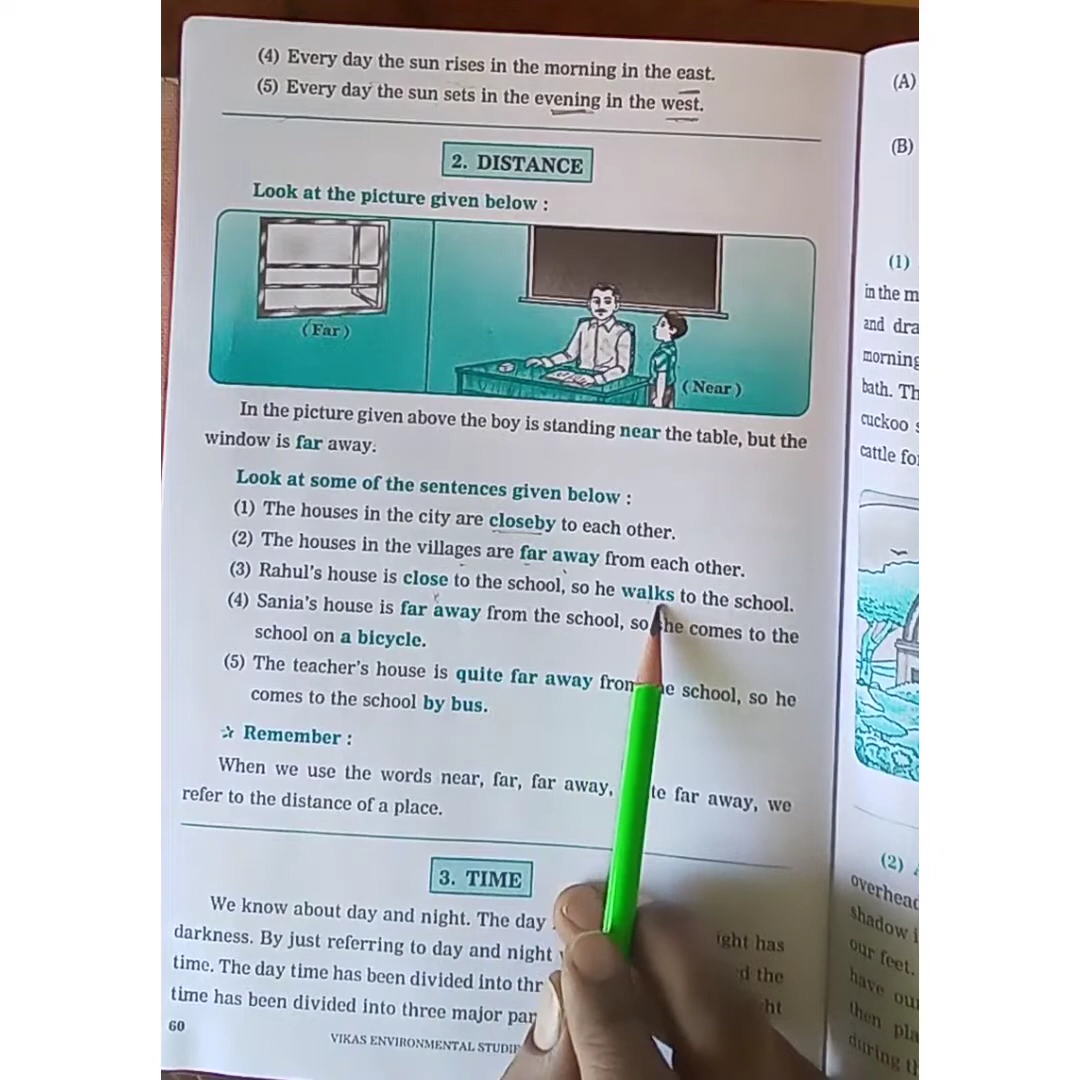 (4) Every day the sun rises in the morning in the east.
(5) Every day the sun sets in the evening in the west.
2. DISTANCE
Look at the picture given below :
(Far)
(Near)
In the picture given above the boy is standing near the table, but the
window is far away.
Look at some of the sentences given below :
(1) The houses in the city are closeby to each other.
(2) The houses in the villages are far away from each other.
(3) Rahul's house is close to the school, so he walks to the school.
(4) Sania's house is far away from the school, so he comes to the
school on a bicycle.
(5) The teacher's house is quite far away from school, so he
comes to the school by bus.
Remember :
When we use the words near, far, far away, far away, we
refer to the distance of a place.
3. TIME
We know about day and night. The day ight has
darkness. By just referring to day and night d the
time. The day time has been divided into thr ht
time has been divided into three major par
60
VIKAS ENVIRONMENTAL STUDIE
(A)
(B)
(1)
in the m
and dra
morning
bath. Th
cuckoo s
cattle for
(2)
overhead
shadow i
our feet.
have our
then pla
during th